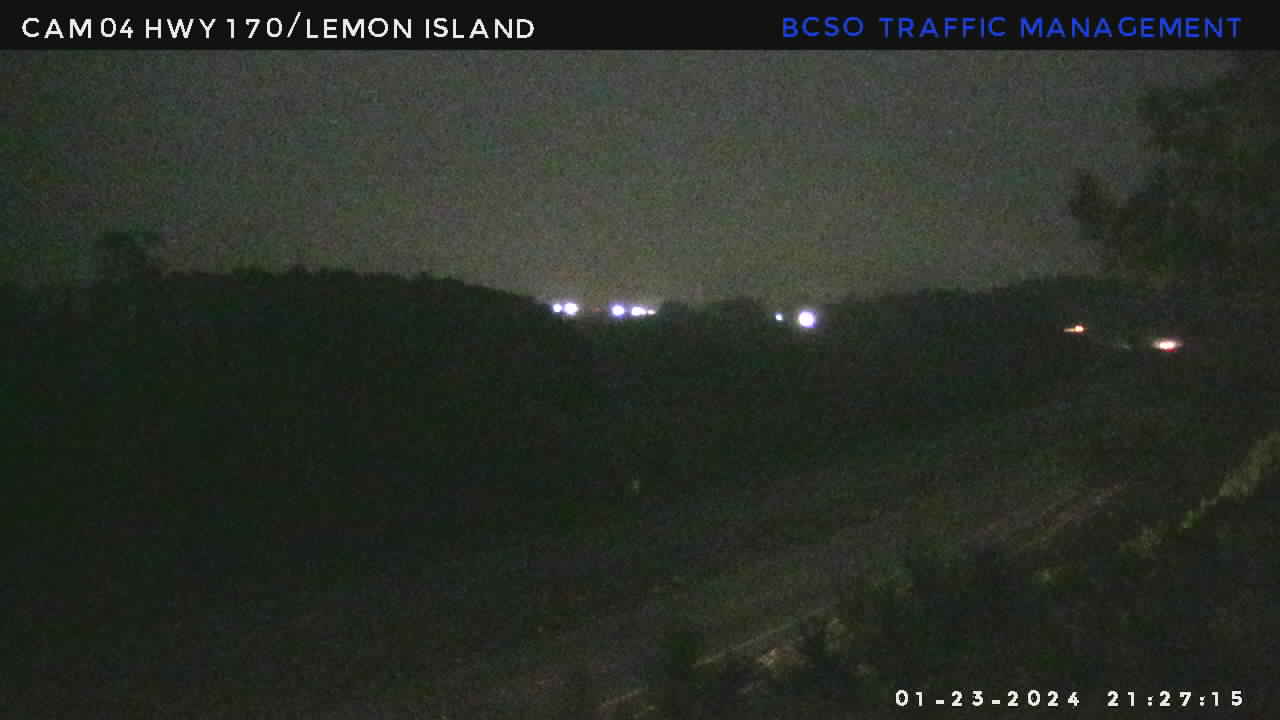 CAM04 HWY 170/LEMON ISLAND
BCSO TRAFFIC MANAGEMENT
01-23-2024 21:27:15